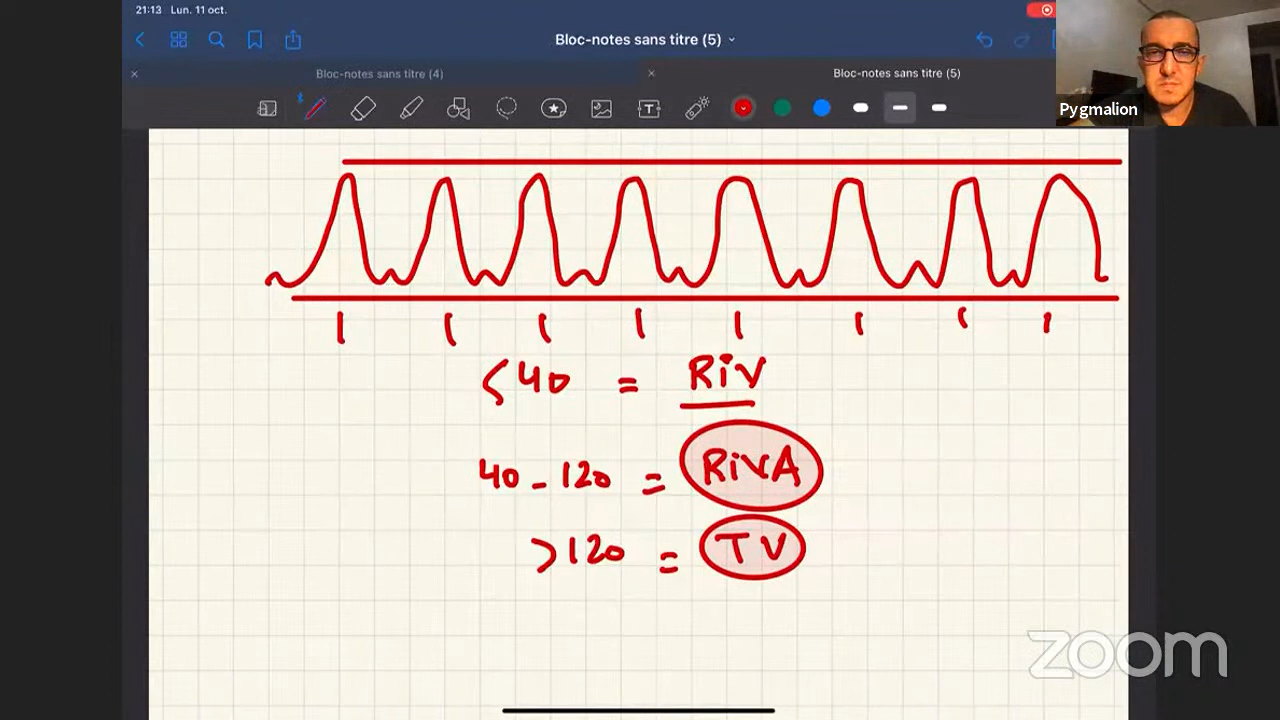 21:13 Lun. 11 oct.
Bloc-notes sans titre (5)
Bloc-notes sans titre (4)
Bloc-notes sans titre (5)
T
Pygmalion
< 40 = RiV
40 - 120 = RiVA
> 120 = TV
zoom